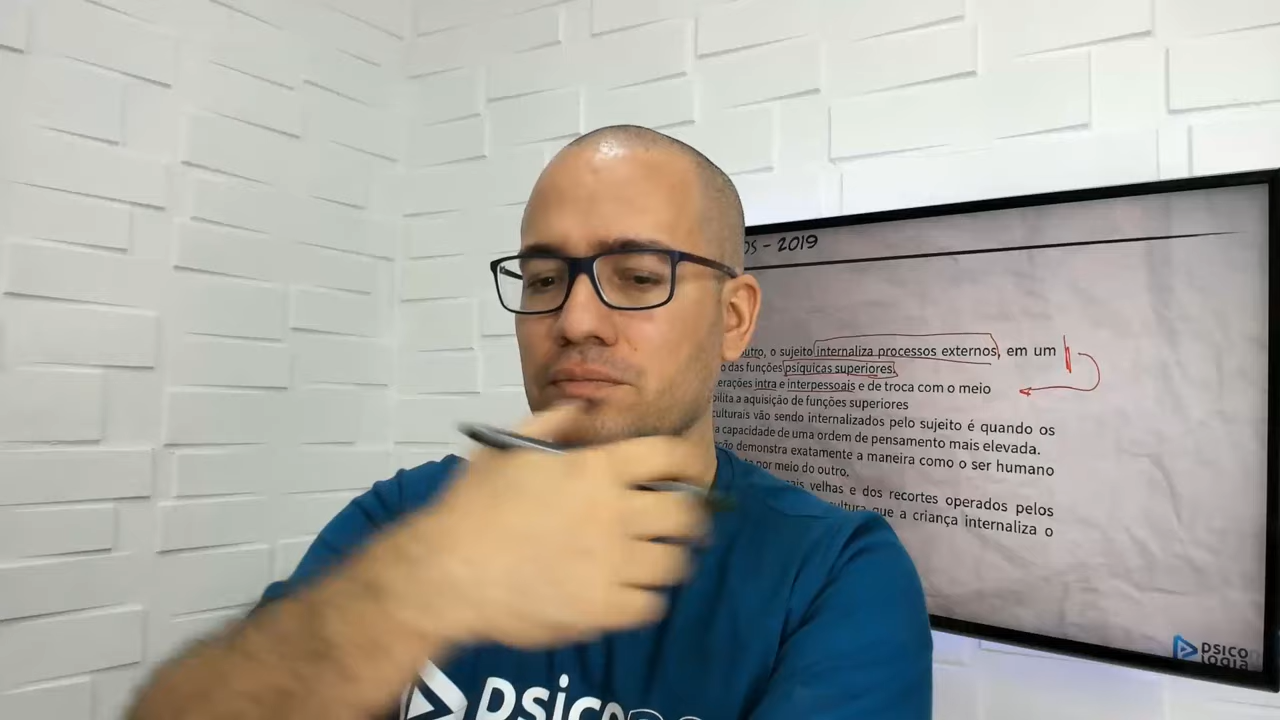 - 2019
outro, o sujeito internaliza processos externos, em um
o das funções psíquicas superiores.
erações intra e interpessoais e de troca com o meio
bilita a aquisição de funções superiores
culturais vão sendo internalizados pelo sujeito é quando os
a capacidade de uma ordem de pensamento mais elevada.
ção demonstra exatamente a maneira como o ser humano
por meio do outro.
mais velhas e dos recortes operados pelos
cultura que a criança internaliza o
psico
logia
psico